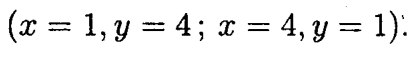 (x = 1, y = 4; x = 4, y = 1).